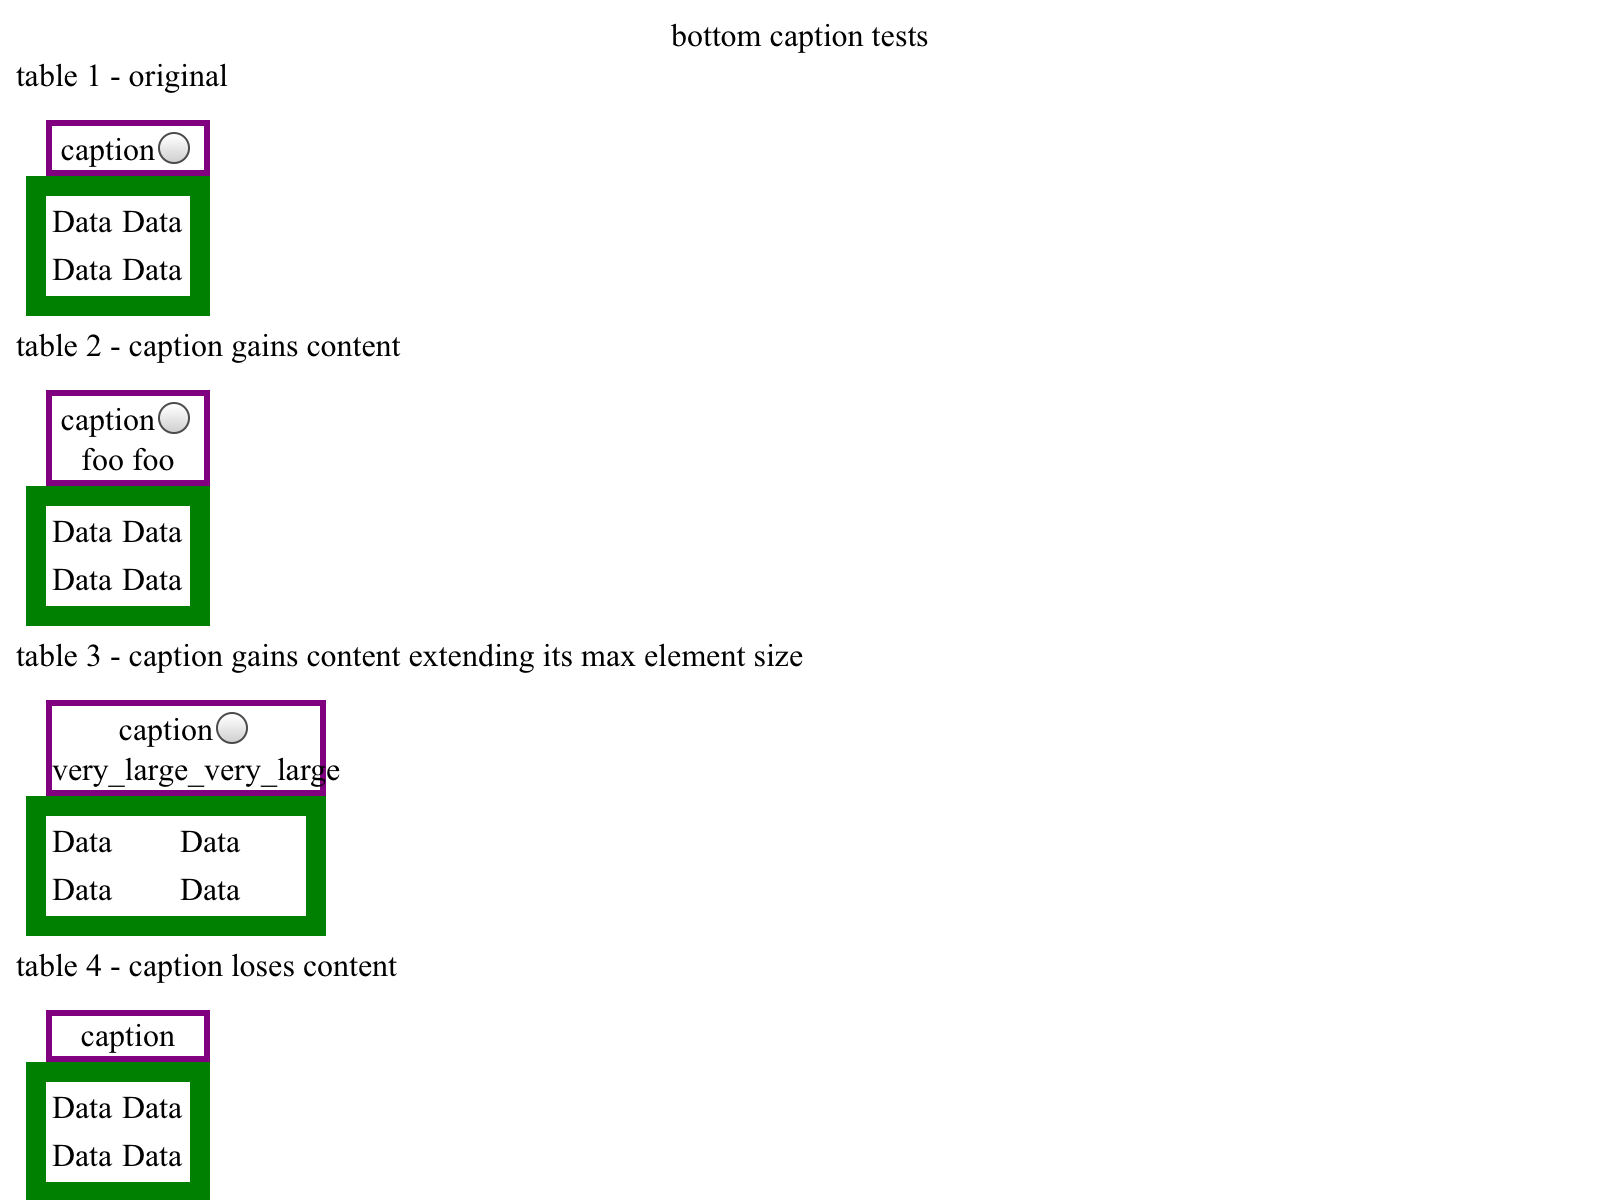 bottom caption tests
table 1 - original
caption
Data Data
Data Data
table 2 - caption gains content
caption
foo foo
Data Data
Data Data
table 3 - caption gains content extending its max element size
caption
very_large_very_large
Data Data
Data Data
table 4 - caption loses content
caption
Data Data
Data Data